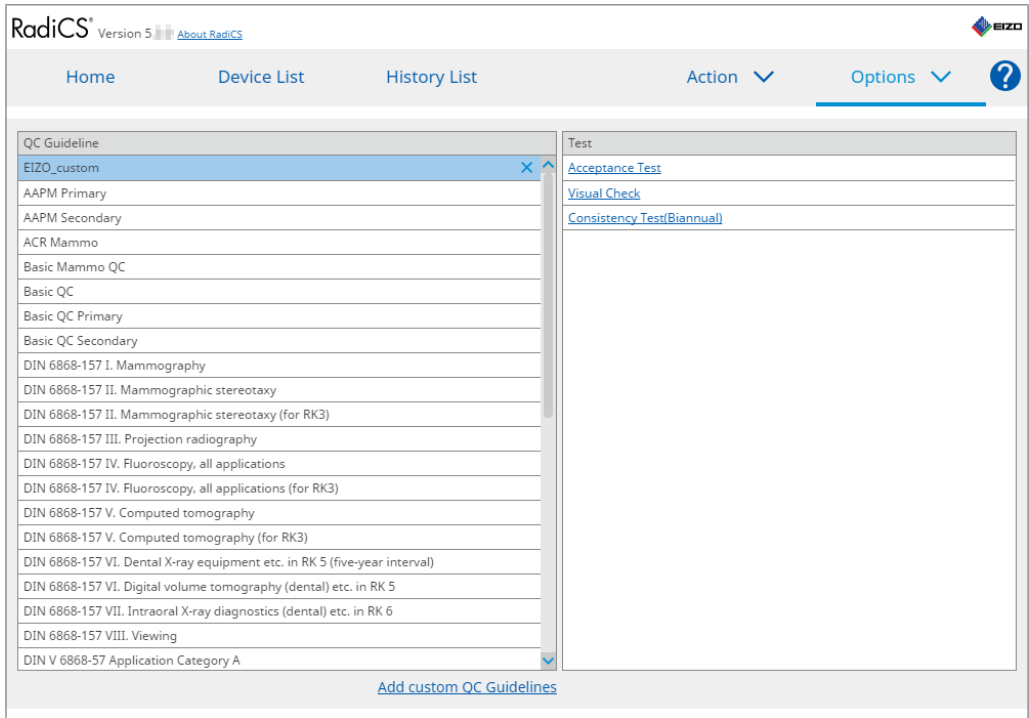 RadiCS® Version 5. About RadiCS
EIZO
Home Device List History List Action Options ?
QC Guideline
EIZO_custom
AAPM Primary
AAPM Secondary
ACR Mammo
Basic Mammo QC
Basic QC
Basic QC Primary
Basic QC Secondary
DIN 6868-157 I. Mammography
DIN 6868-157 II. Mammographic stereotaxy
DIN 6868-157 II. Mammographic stereotaxy (for RK3)
DIN 6868-157 III. Projection radiography
DIN 6868-157 IV. Fluoroscopy, all applications
DIN 6868-157 IV. Fluoroscopy, all applications (for RK3)
DIN 6868-157 V. Computed tomography
DIN 6868-157 V. Computed tomography (for RK3)
DIN 6868-157 VI. Dental X-ray equipment etc. in RK 5 (five-year interval)
DIN 6868-157 VI. Digital volume tomography (dental) etc. in RK 5
DIN 6868-157 VII. Intraoral X-ray diagnostics (dental) etc. in RK 6
DIN 6868-157 VIII. Viewing
DIN V 6868-57 Application Category A
Test
Acceptance Test
Visual Check
Consistency Test(Biannual)
Add custom QC Guidelines